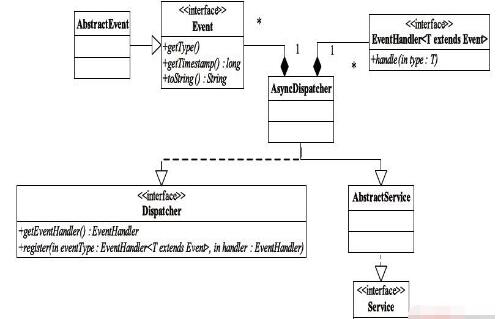 AbstractEvent
<<interface>>
Event
+getType()
+getTimestamp() : long
+toString() : String
*
1
1
*
<<interface>>
EventHandler<T extends Event>
+handle(in type : T)
AsyncDispatcher
<<interface>>
Dispatcher
+getEventHandler() : EventHandler
+register(in eventType : EventHandler<T extends Event>, in handler : EventHandler)
AbstractService
<<interface>>
Service